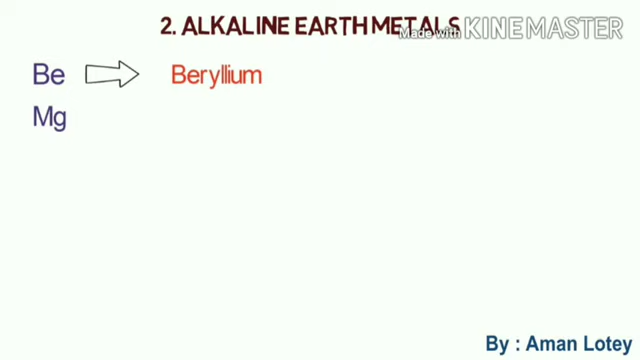 2. ALKALINE EARTH METALS
Made with KINEMASTER
Be Beryllium
Mg
By : Aman Lotey